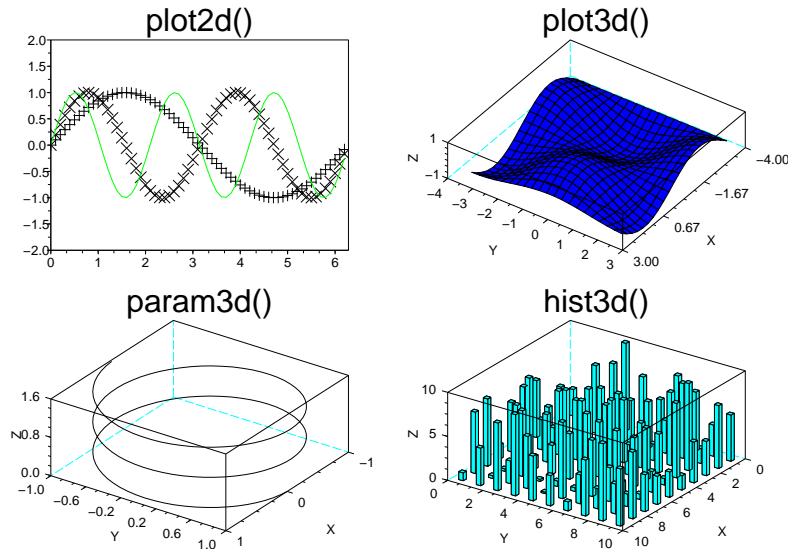 plot2d()
2.0
1.5
1.0
0.5
0.0
−0.5
−1.0
−1.5
−2.0
0 1 2 3 4 5 6
plot3d()
Z
1
−1
−4 −3 −2 −1 0 1 2 3
Y
−4.00
−1.67
0.67
3.00
X
param3d()
Z
1.6
0.8
0.0
−1.0 −0.6 −0.2 0.2 0.6 1.0
Y
−1
0
1
X
hist3d()
Z
10
5
0
0 2 4 6 8 10
Y
0
2
4
6
8
10
X